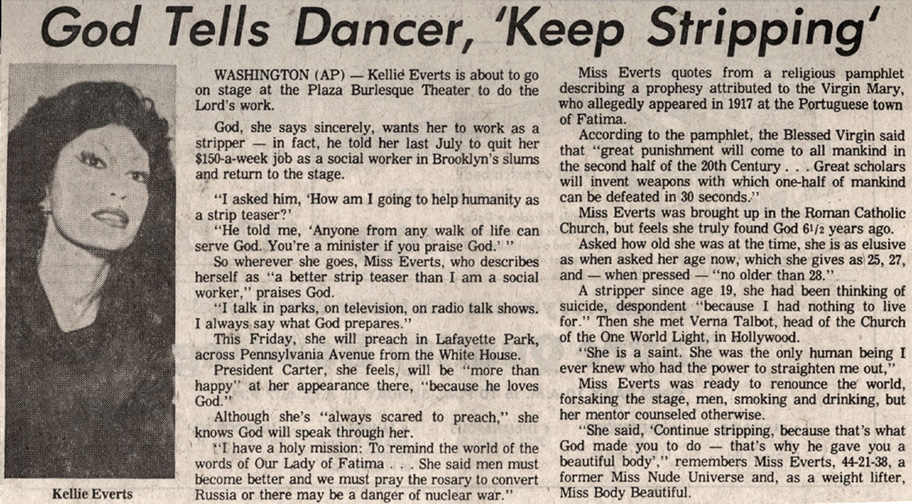 God Tells Dancer, 'Keep Stripping'
WASHINGTON (AP) — Kellie Everts is about to go
on stage at the Plaza Burlesque Theater to do the
Lord's work.
God, she says sincerely, wants her to work as a
stripper — in fact, he told her last July to quit her
$150-a-week job as a social worker in Brooklyn's slums
and return to the stage.
"I asked him, 'How am I going to help humanity as
a strip teaser?'
"He told me, 'Anyone from any walk of life can
serve God. You're a minister if you praise God.' "
So wherever she goes, Miss Everts, who describes
herself as "a better strip teaser than I am a social
worker," praises God.
"I talk in parks, on television, on radio talk shows.
I always say what God prepares."
This Friday, she will preach in Lafayette Park,
across Pennsylvania Avenue from the White House.
President Carter, she feels, will be "more than
happy" at her appearance there, "because he loves
God."
Although she's "always scared to preach," she
knows God will speak through her.
"I have a holy mission: To remind the world of the
words of Our Lady of Fatima . . . She said men must
become better and we must pray the rosary to convert
Russia or there may be a danger of nuclear war."
Miss Everts quotes from a religious pamphlet
describing a prophesy attributed to the Virgin Mary,
who allegedly appeared in 1917 at the Portuguese town
of Fatima.
According to the pamphlet, the Blessed Virgin said
that "great punishment will come to all mankind in
the second half of the 20th Century . . . Great scholars
will invent weapons with which one-half of mankind
can be defeated in 30 seconds."
Miss Everts was brought up in the Roman Catholic
Church, but feels she truly found God 6½ years ago.
Asked how old she was at the time, she is as elusive
as when asked her age now, which she gives as 25, 27,
and — when pressed — "no older than 28."
A stripper since age 19, she had been thinking of
suicide, despondent "because I had nothing to live
for." Then she met Verna Talbot, head of the Church
of the One World Light, in Hollywood.
"She is a saint. She was the only human being I
ever knew who had the power to straighten me out,"
Miss Everts was ready to renounce the world,
forsaking the stage, men, smoking and drinking, but
her mentor counseled otherwise.
"She said, 'Continue stripping, because that's what
God made you to do — that's why he gave you a
beautiful body'," remembers Miss Everts, 44-21-38, a
former Miss Nude Universe and, as a weight lifter,
Miss Body Beautiful.
Kellie Everts